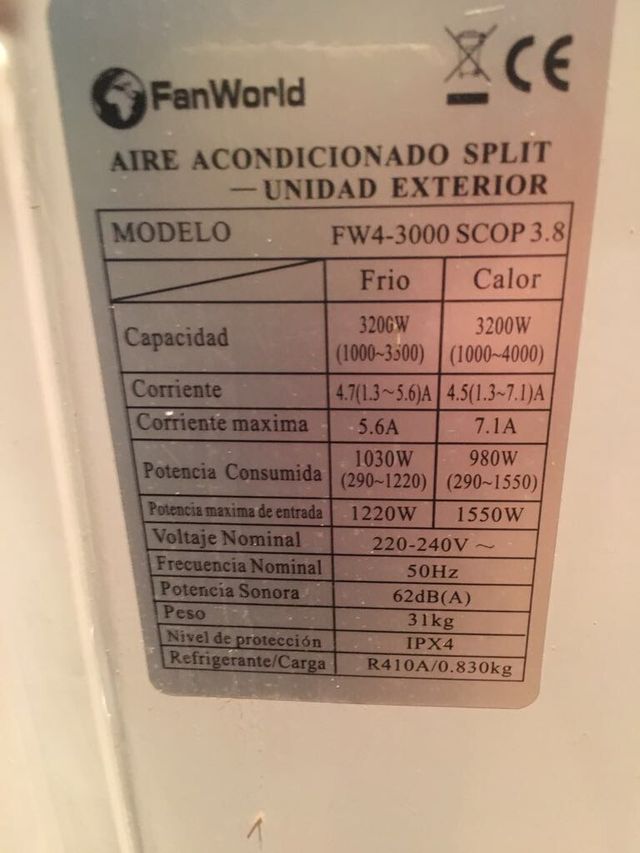 FanWorld
CE
AIRE ACONDICIONADO SPLIT
—UNIDAD EXTERIOR
MODELO FW4-3000 SCOP 3.8
Frio Calor
Capacidad 3200W (1000~3300) 3200W (1000~4000)
Corriente 4.7(1.3~5.6)A 4.5(1.3~7.1)A
Corriente maxima 5.6A 7.1A
Potencia Consumida 1030W (290~1220) 980W (290~1550)
Potencia maxima de entrada 1220W 1550W
Voltaje Nominal 220-240V ~
Frecuencia Nominal 50Hz
Potencia Sonora 62dB(A)
Peso 31kg
Nivel de protección IPX4
Refrigerante/Carga R410A/0.830kg